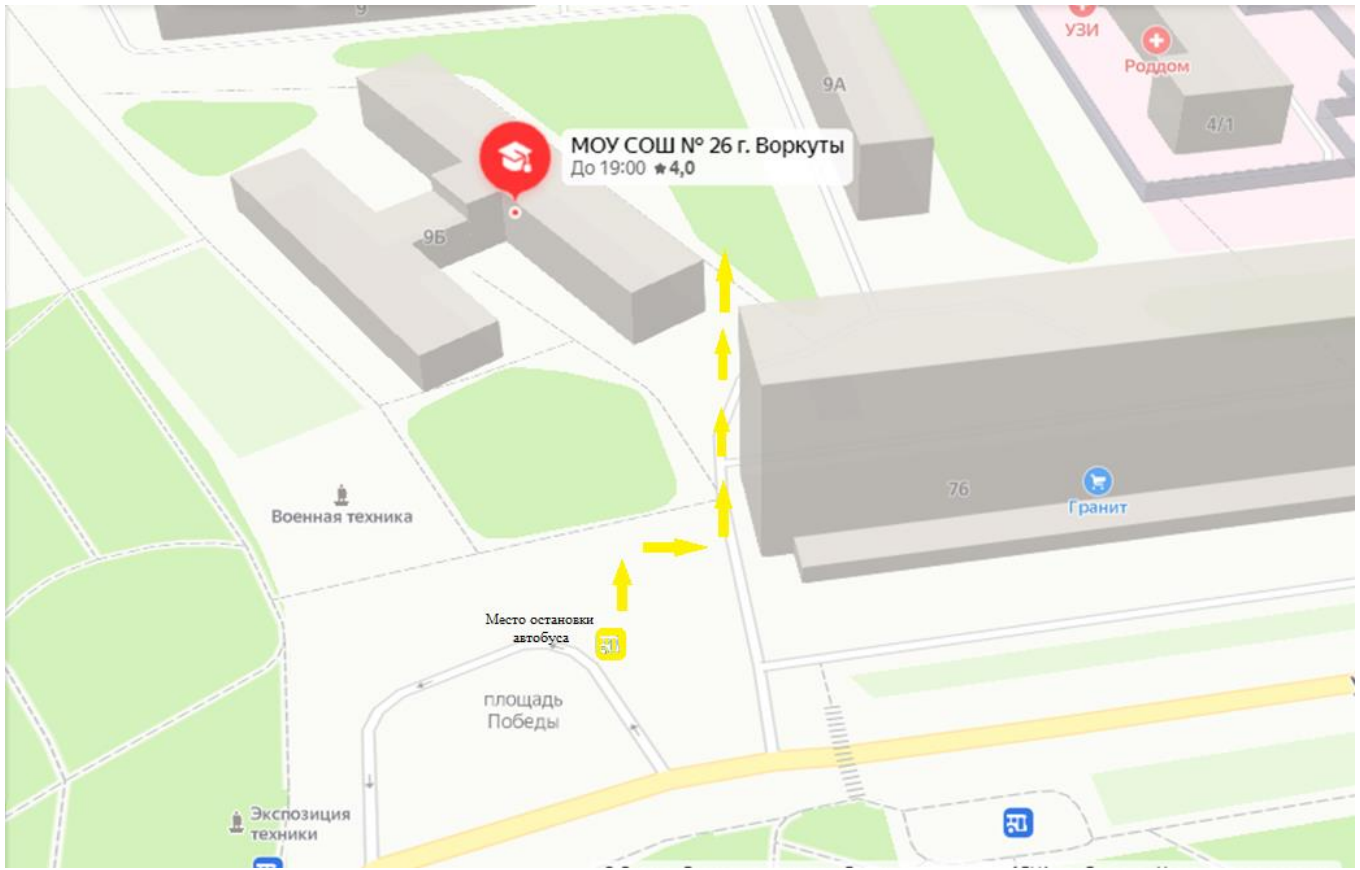 9
УЗИ
Роддом
9А
4/1
МОУ СОШ № 26 г. Воркуты
До 19:00 ★4,0
9Б
76
Гранит
Военная техника
Место остановки
автобуса
площадь
Победы
Экспозиция
техники